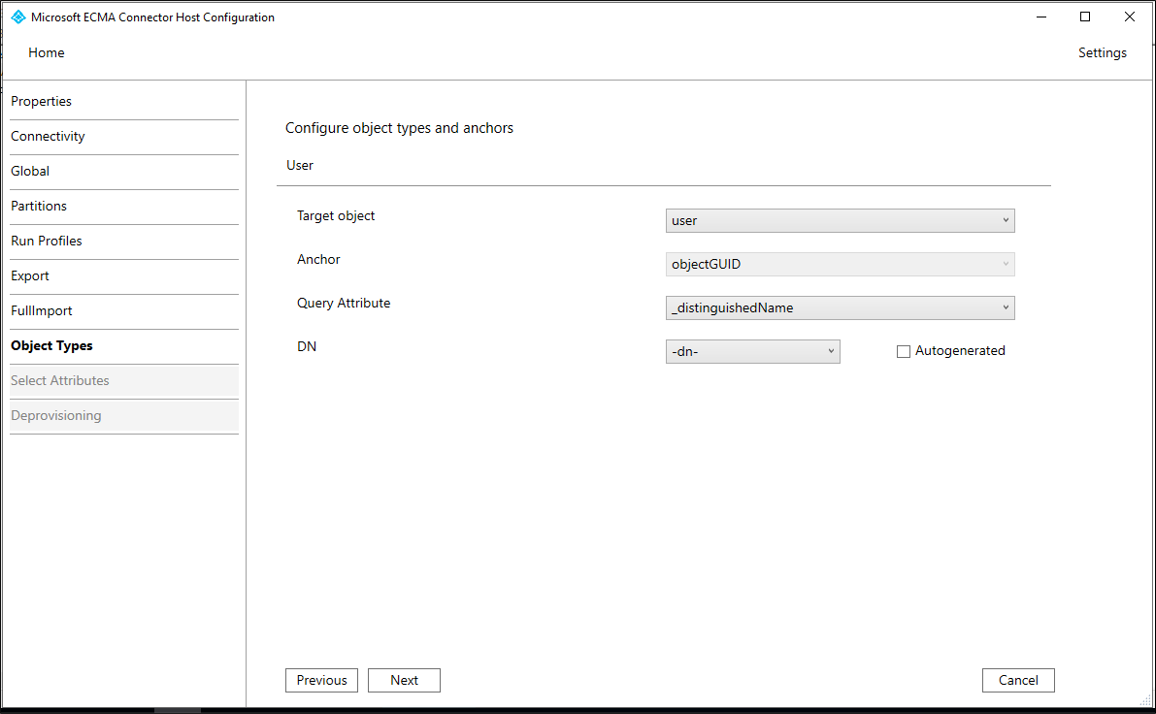 Microsoft ECMA Connector Host Configuration
Home
Settings
Properties
Connectivity
Global
Partitions
Run Profiles
Export
FullImport
Object Types
Select Attributes
Deprovisioning
Configure object types and anchors
User
Target object
user
Anchor
objectGUID
Query Attribute
_distinguishedName
DN
-dn-
Autogenerated
Previous
Next
Cancel